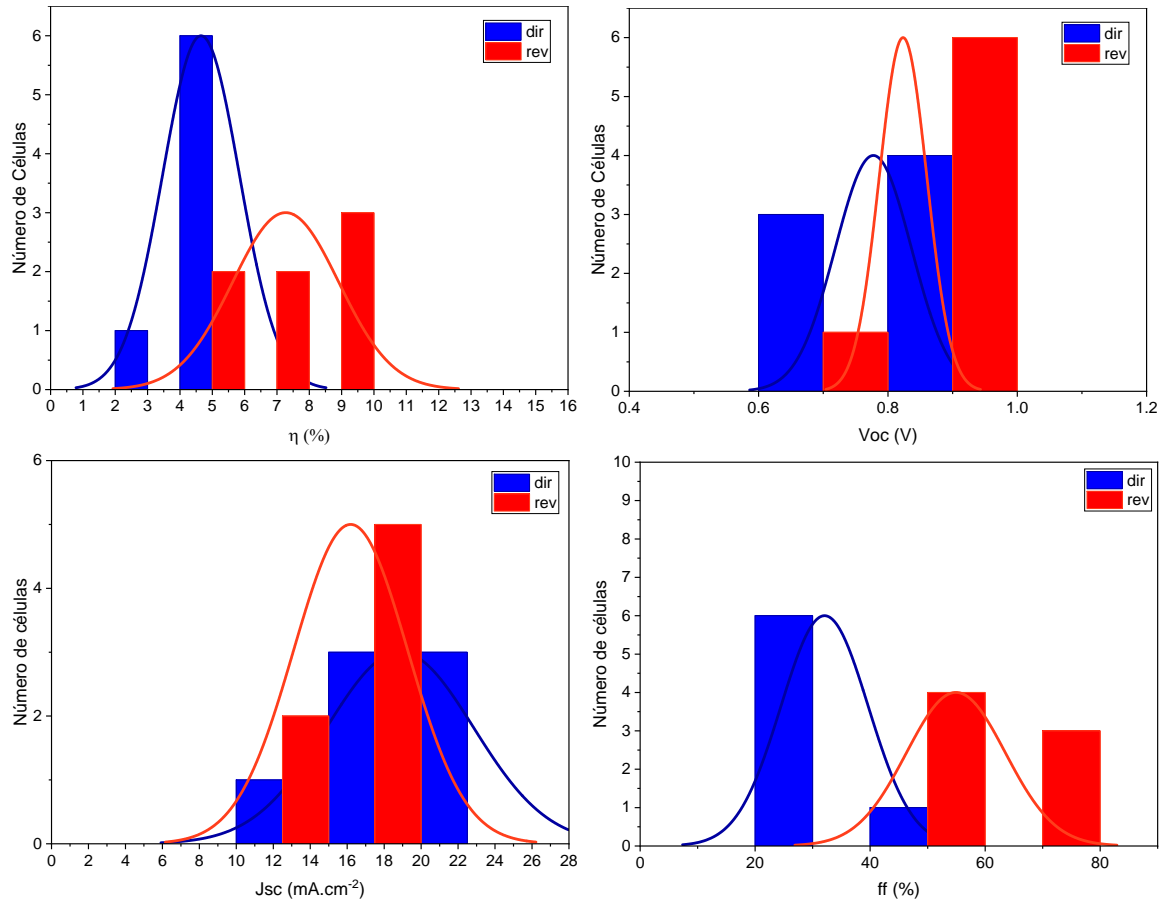 dir
rev
Número de Células
6
5
4
3
2
1
0
0 1 2 3 4 5 6 7 8 9 10 11 12 13 14 15 16
η (%)
dir
rev
Número de Células
6
5
4
3
2
1
0
0.4 0.6 0.8 1.0 1.2
Voc (V)
dir
rev
Número de células
6
4
2
0
0 2 4 6 8 10 12 14 16 18 20 22 24 26 28
Jsc (mA.cm⁻²)
dir
rev
Número de células
10
9
8
7
6
5
4
3
2
1
0
0 20 40 60 80
ff (%)